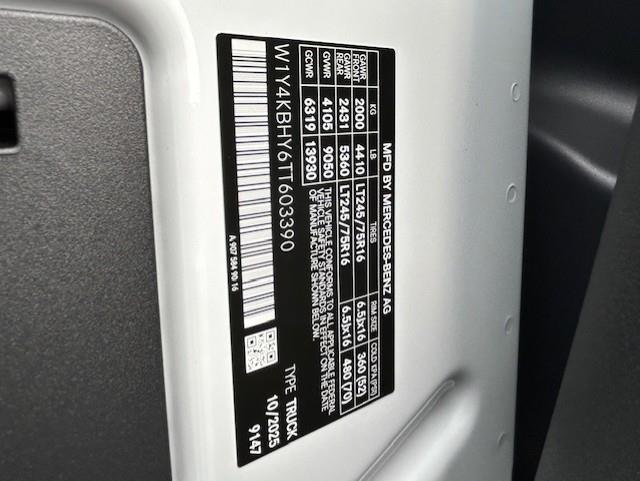 MFD BY MERCEDES-BENZ AG
KG LB TIRES RIM SIZE COLD KPA (PSI)
GAWR FRONT 2000 4410 LT245/75R16 6.5Jx16 360 (52)
GAWR REAR 2431 5360 LT245/75R16 6.5Jx16 480 (70)
GVWR 4105 9050 THIS VEHICLE CONFORMS TO ALL APPLICABLE FEDERAL
VEHICLE SAFETY STANDARDS IN EFFECT ON THE DATE
GCWR 6319 13930 OF MANUFACTURE SHOWN BELOW.
W1Y4KBHY6TT603390 TYPE TRUCK
10/2025
9147
A 907 584 90 16